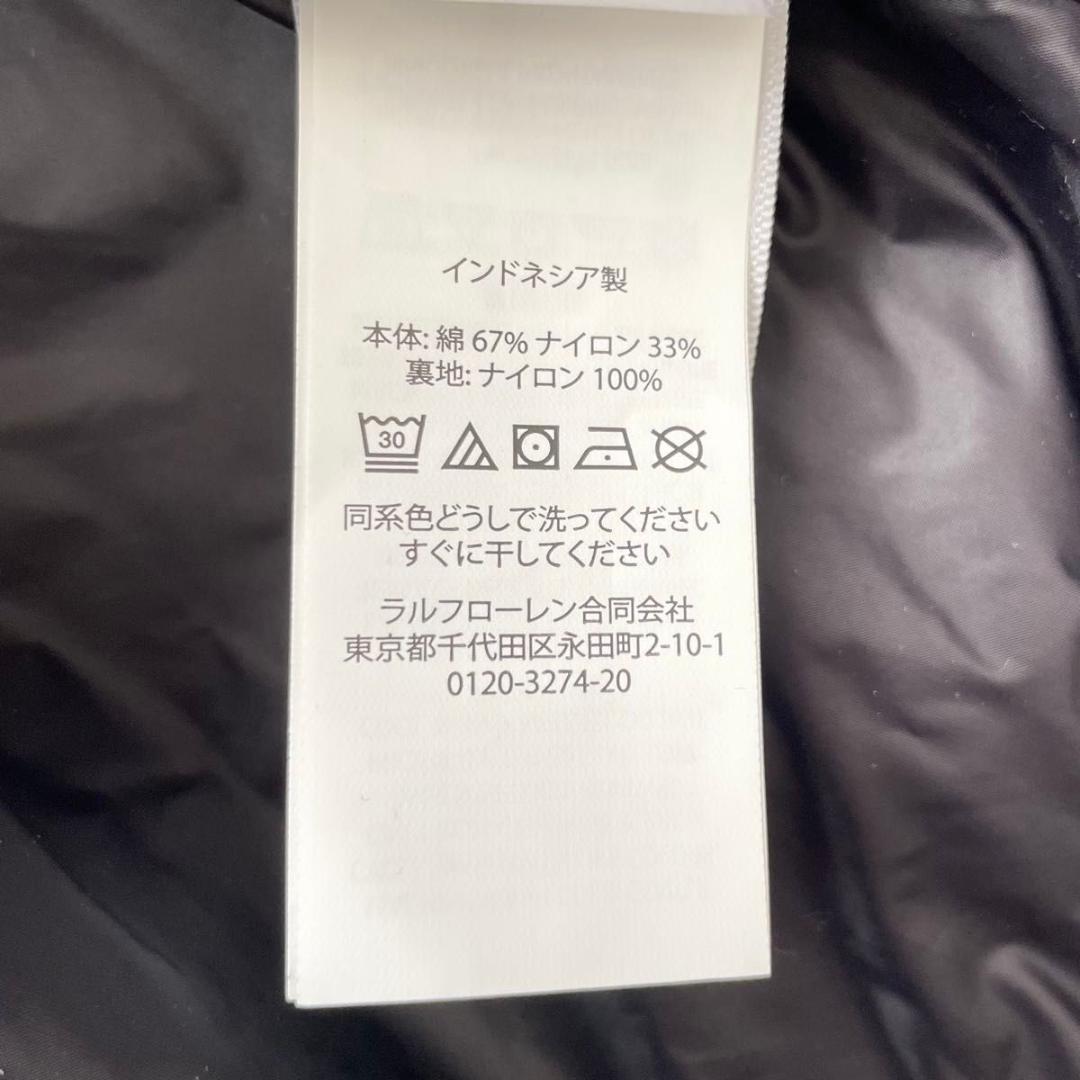 インドネシア製
本体: 綿 67% ナイロン 33%
裏地: ナイロン 100%
30
同系色どうしで洗ってください
すぐに干してください
ラルフローレン合同会社
東京都千代田区永田町2-10-1
0120-3274-20